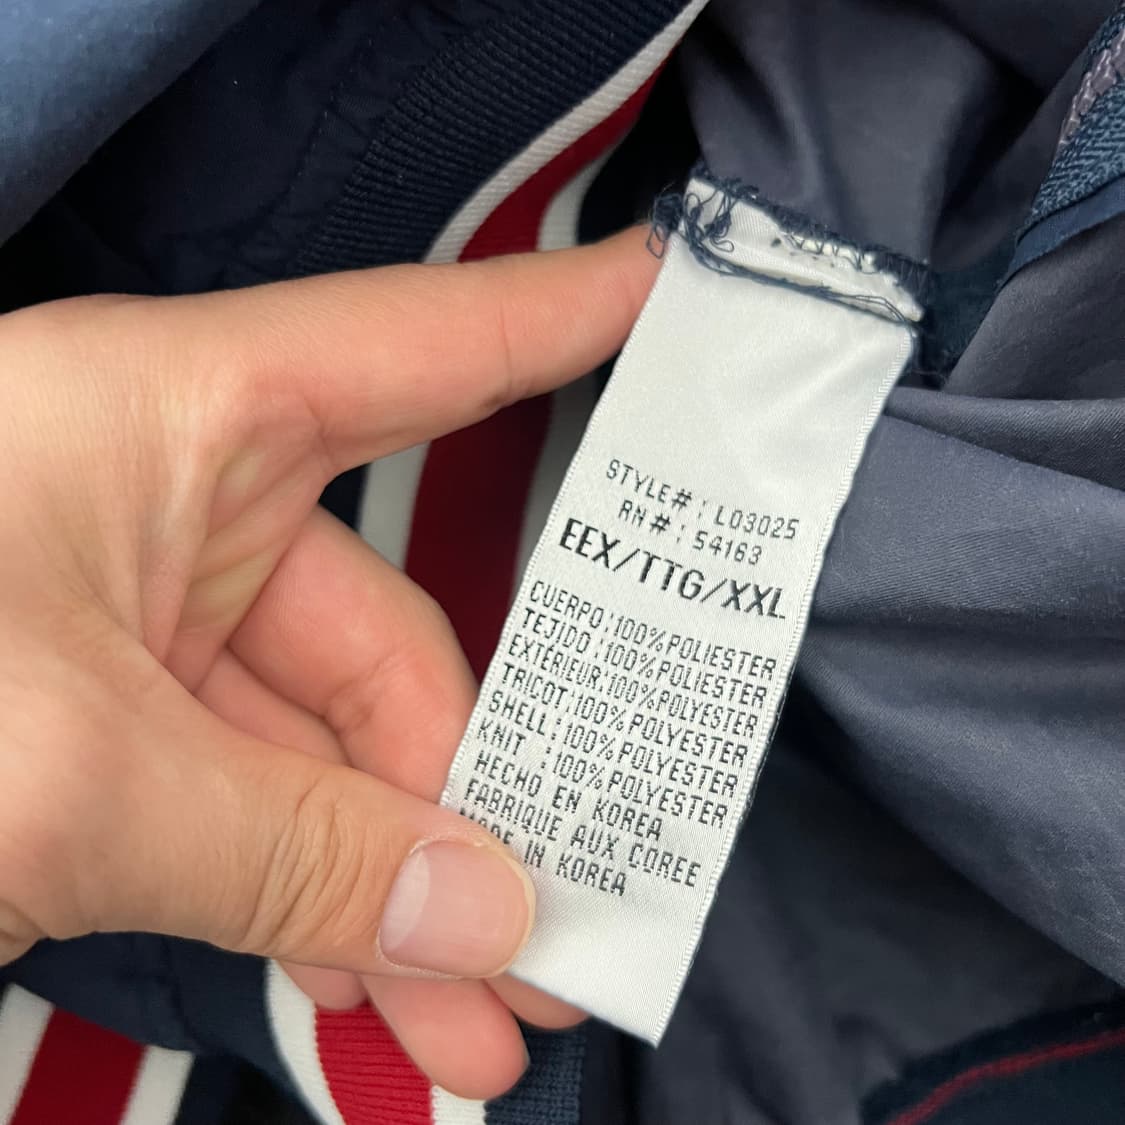 STYLE# : L03025
RN# : 54163
EEX/TTG/XXL
CUERPO:100%POLIESTER
TEJIDO :100%POLIESTER
EXTÉRIEUR:100%POLYESTER
TRICOT:100%POLYESTER
SHELL:100%POLYESTER
KNIT :100%POLYESTER
HECHO EN KOREA
FABRIQUE AUX COREE
IN KOREA